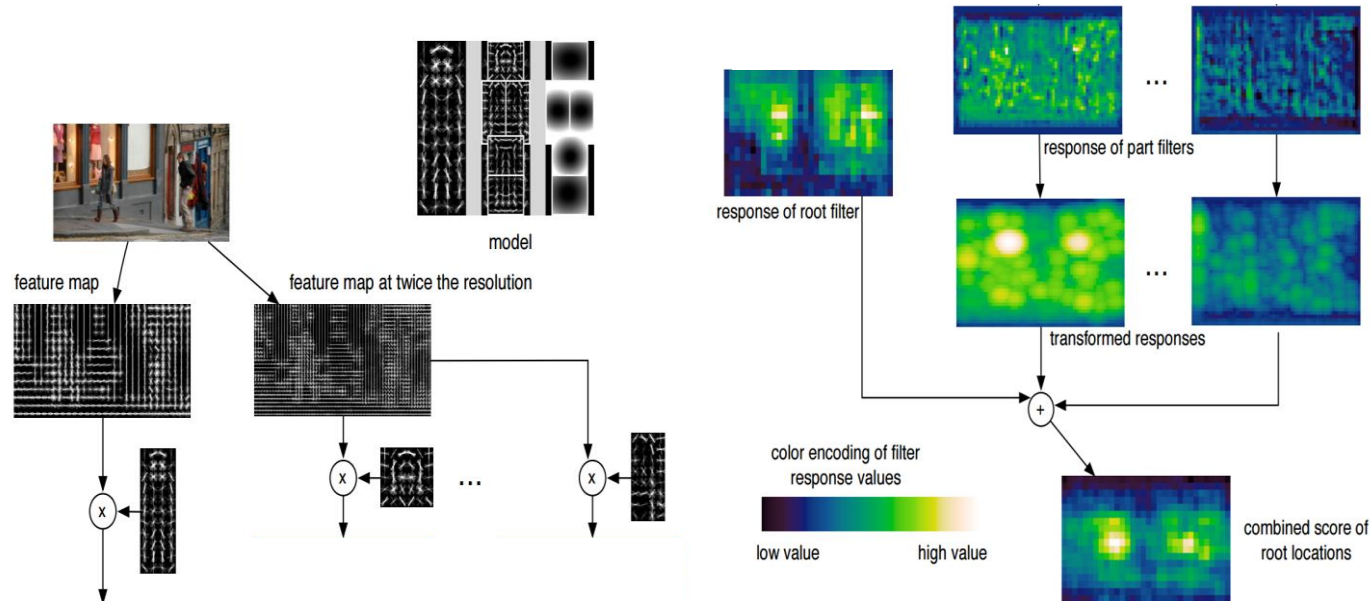 model
feature map
feature map at twice the resolution
x
x
...
x
response of root filter
...
response of part filters
...
transformed responses
+
color encoding of filter
response values
low value
high value
combined score of
root locations